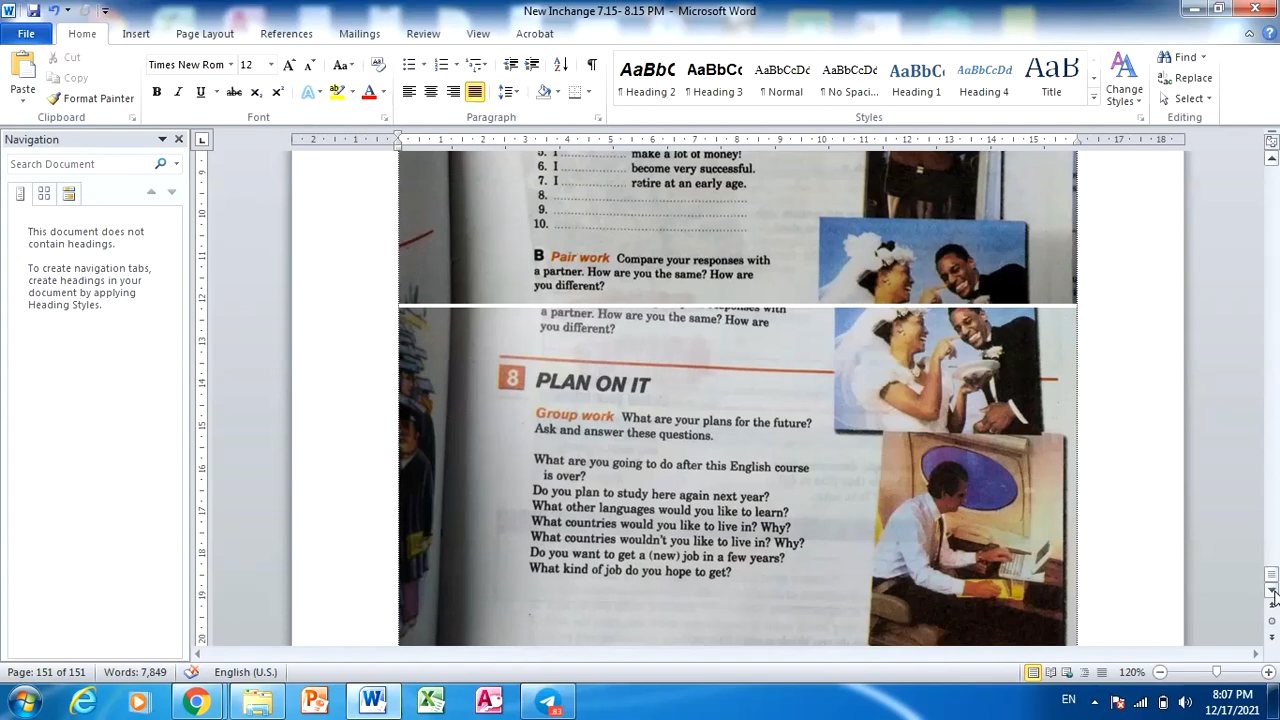 New Inchange 7.15- 8.15 PM - Microsoft Word
File Home Insert Page Layout References Mailings Review View Acrobat
Paste
Cut
Copy
Format Painter
Clipboard
Times New Rom 12
Font
Paragraph
AaBbC ¶ Heading 2
AaBbCc ¶ Heading 3
AaBbCcDd ¶ Normal
AaBbCcDd ¶ No Spaci...
AaBbC Heading 1
AaBbCcDd Heading 4
AaB Title
Change Styles
Styles
Find
Replace
Select
Editing
Navigation
Search Document
This document does not
contain headings.
To create navigation tabs,
create headings in your
document by applying
Heading Styles.
5. I ................ make a lot of money!
6. I ................ become very successful.
7. I ................ retire at an early age.
8.
9.
10.
B Pair work Compare your responses with
a partner. How are you the same? How are
you different?
a partner. How are you the same? How are
you different?
8 PLAN ON IT
Group work What are your plans for the future?
Ask and answer these questions.
What are you going to do after this English course
is over?
Do you plan to study here again next year?
What other languages would you like to learn?
What countries would you like to live in? Why?
What countries wouldn't you like to live in? Why?
Do you want to get a (new) job in a few years?
What kind of job do you hope to get?
Page: 151 of 151 Words: 7,849 English (U.S.) 120%
83
EN
8:07 PM
12/17/2021